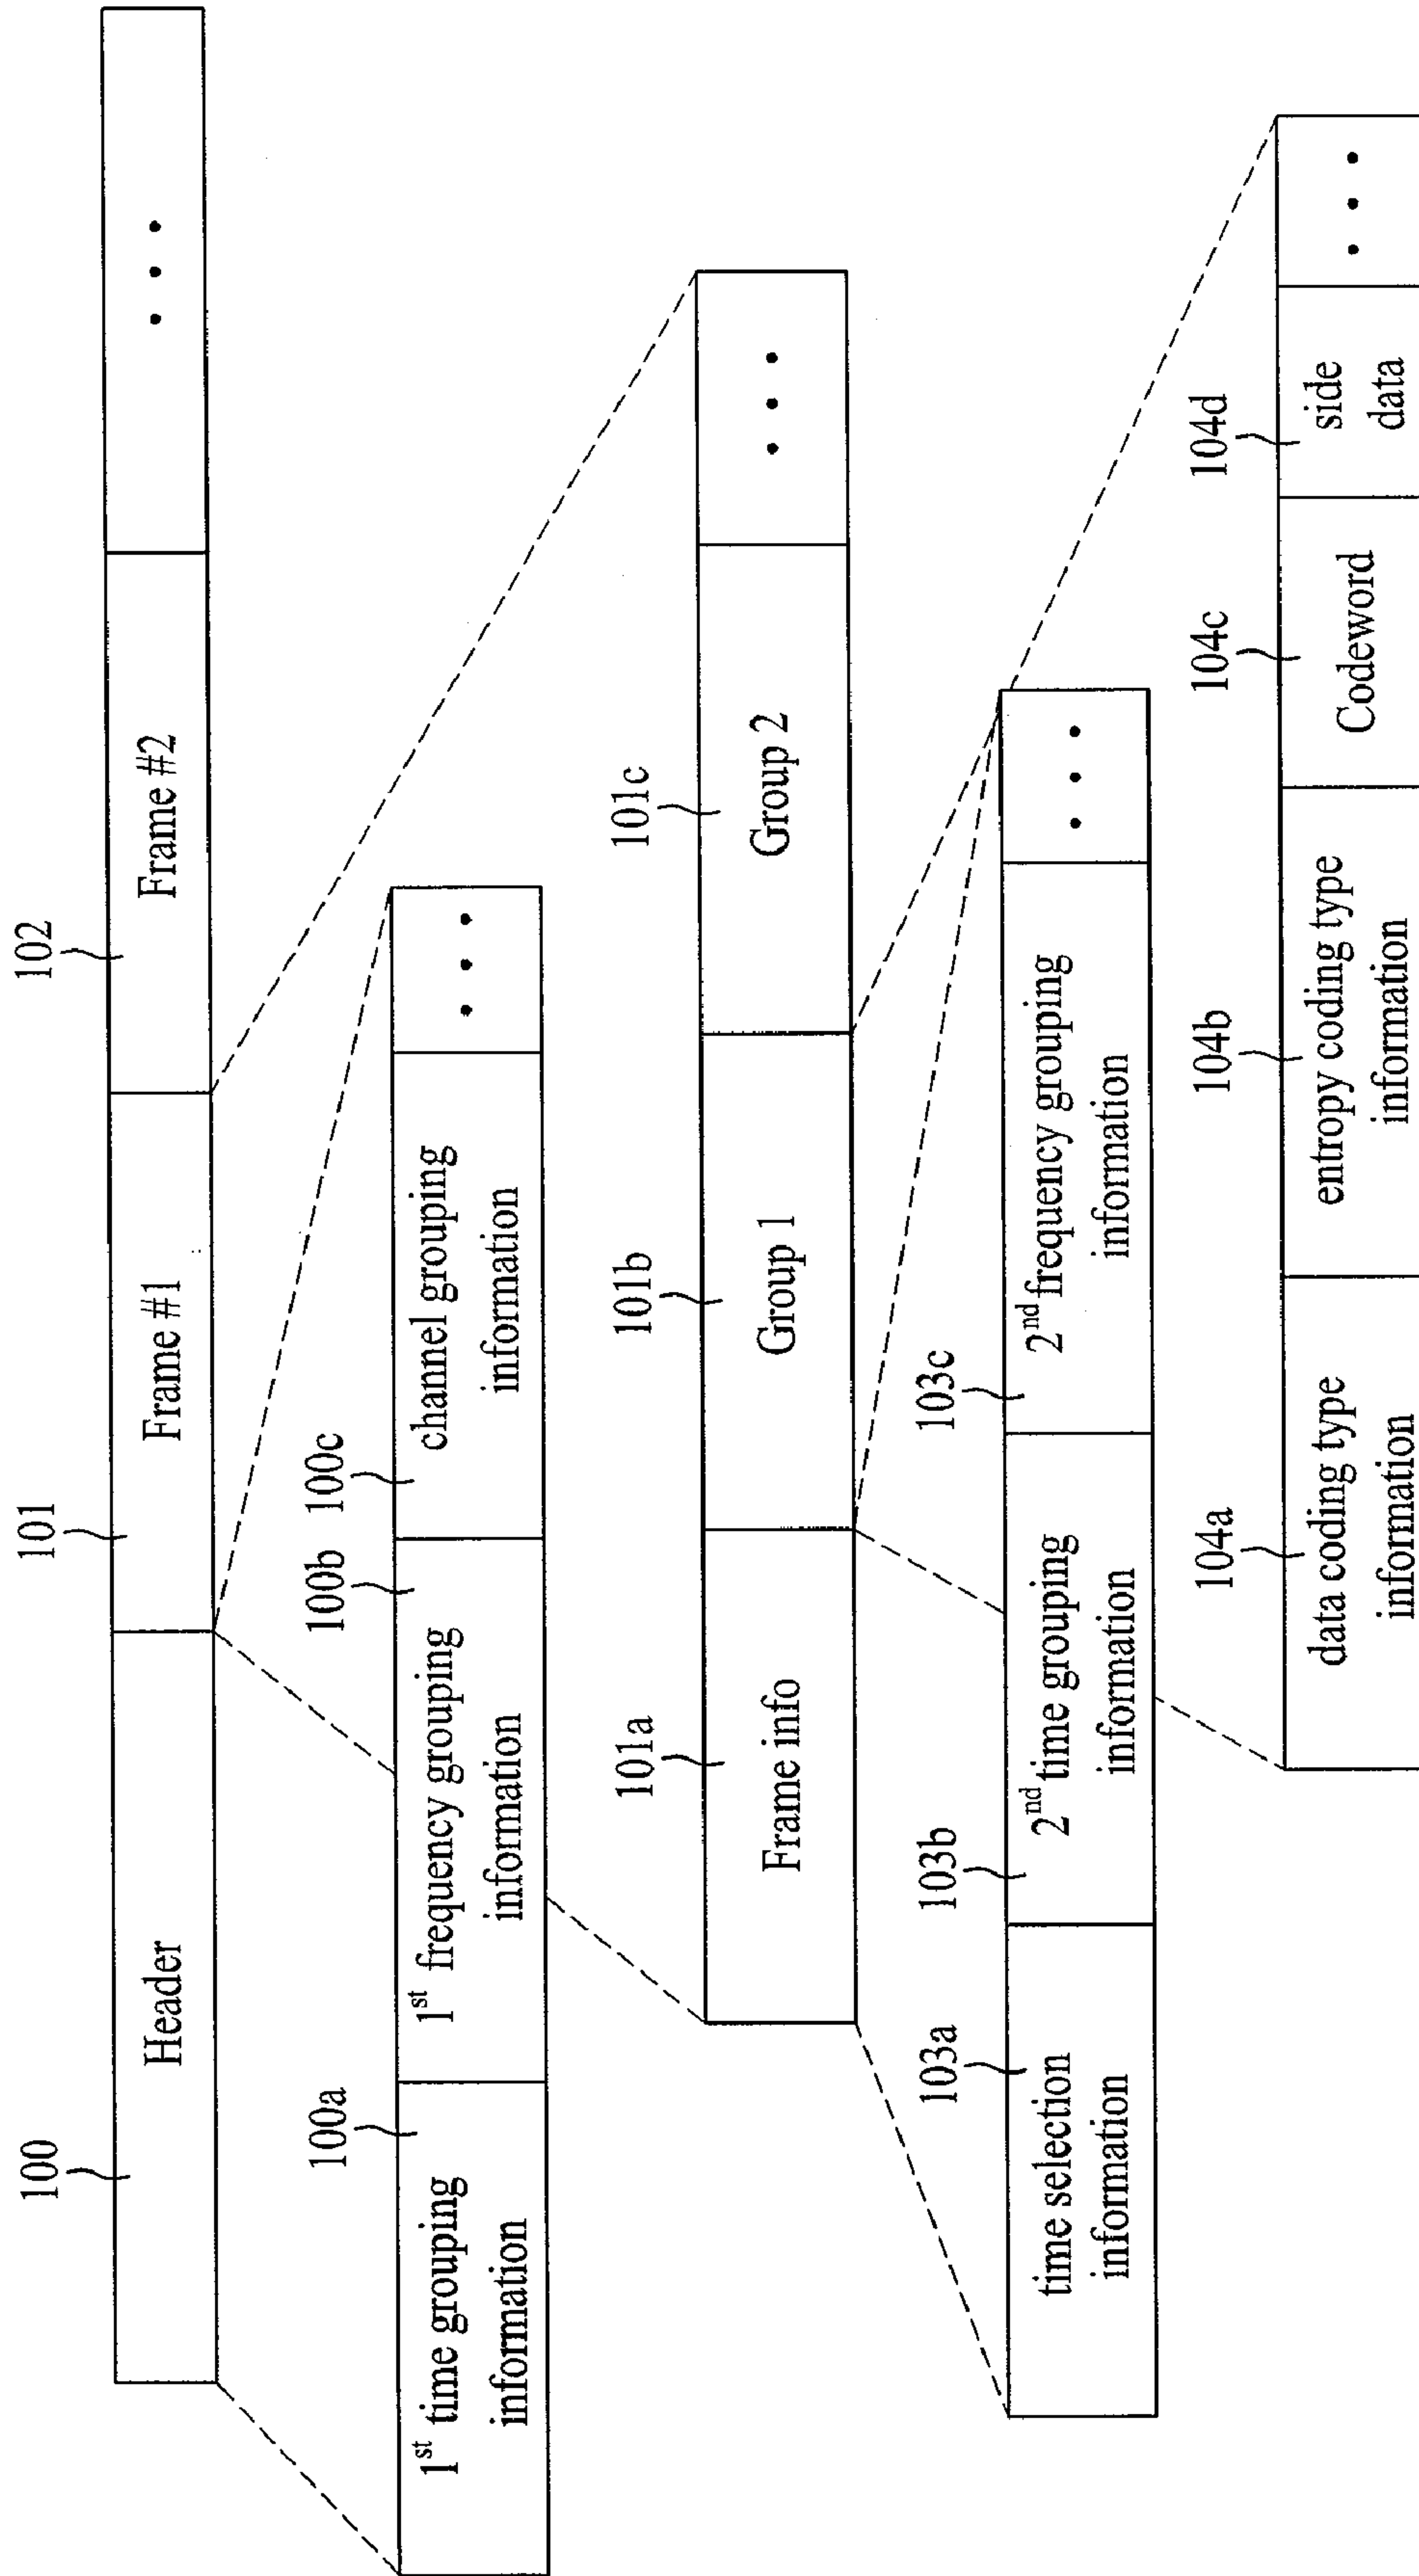 100
101
102
Header
Frame #1
Frame #2
• • •
100a
100b
100c
1st time grouping
information
1st frequency grouping
information
channel grouping
information
• • •
101a
101b
101c
Frame info
Group 1
Group 2
• • •
103a
103b
103c
time selection
information
2nd time grouping
information
2nd frequency grouping
information
• • •
104a
104b
104c
104d
data coding type
information
entropy coding type
information
Codeword
side
data
• • •